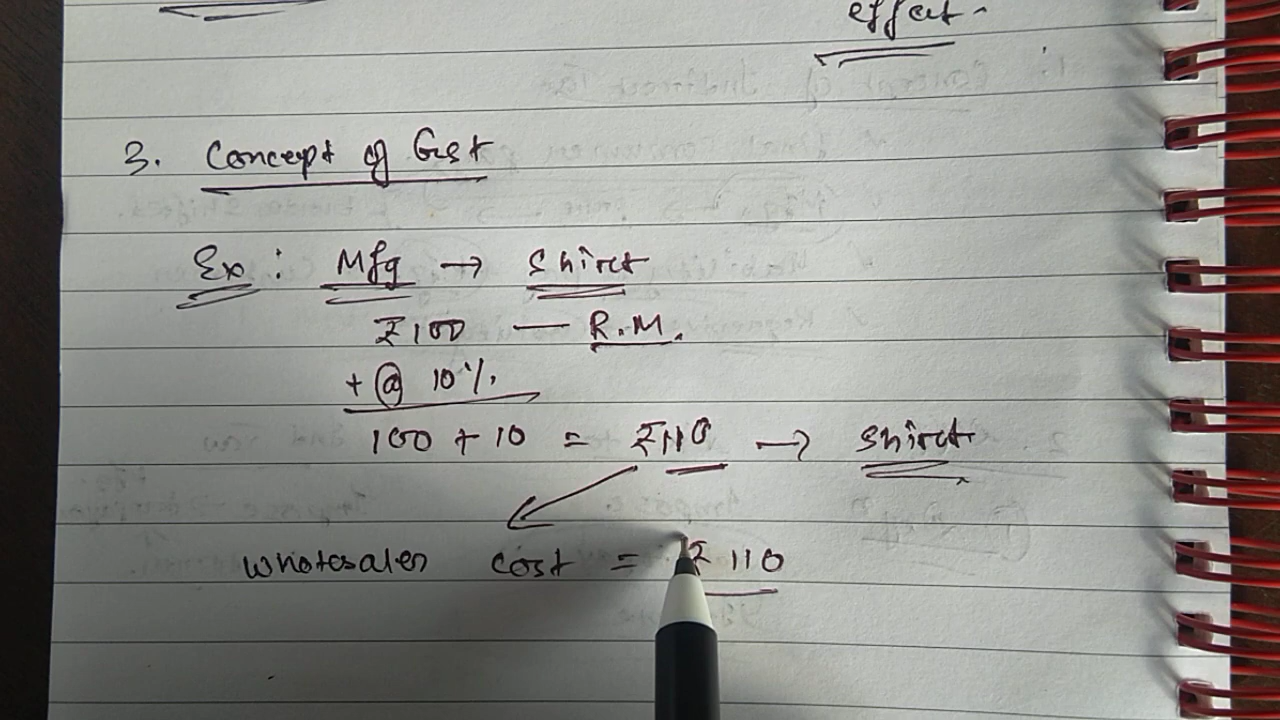 effect.
3. Concept of Gst
Ex : Mfg → Shirt
₹100 — R.M.
+ @ 10%.
100 + 10 = ₹110 → Shirt
wholesaler cost = ₹ 110